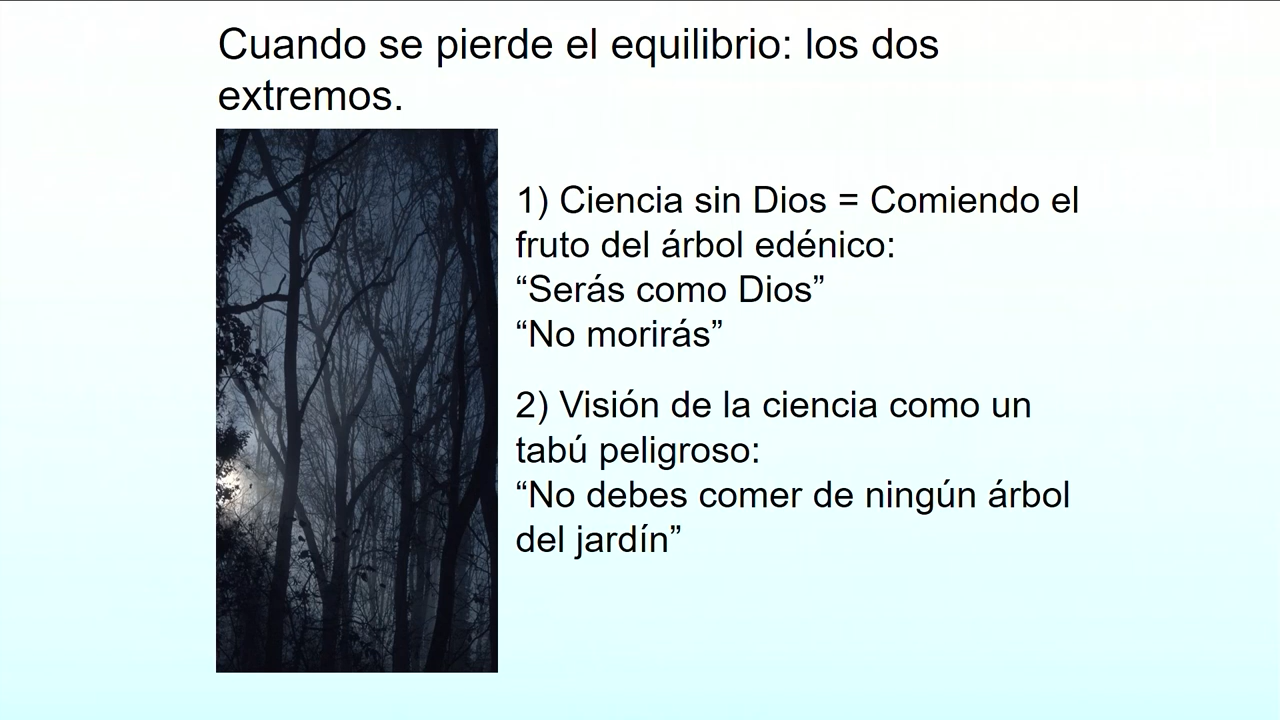 Cuando se pierde el equilibrio: los dos
extremos.
1) Ciencia sin Dios = Comiendo el
fruto del árbol edénico:
“Serás como Dios”
“No morirás”
2) Visión de la ciencia como un
tabú peligroso:
“No debes comer de ningún árbol
del jardín”